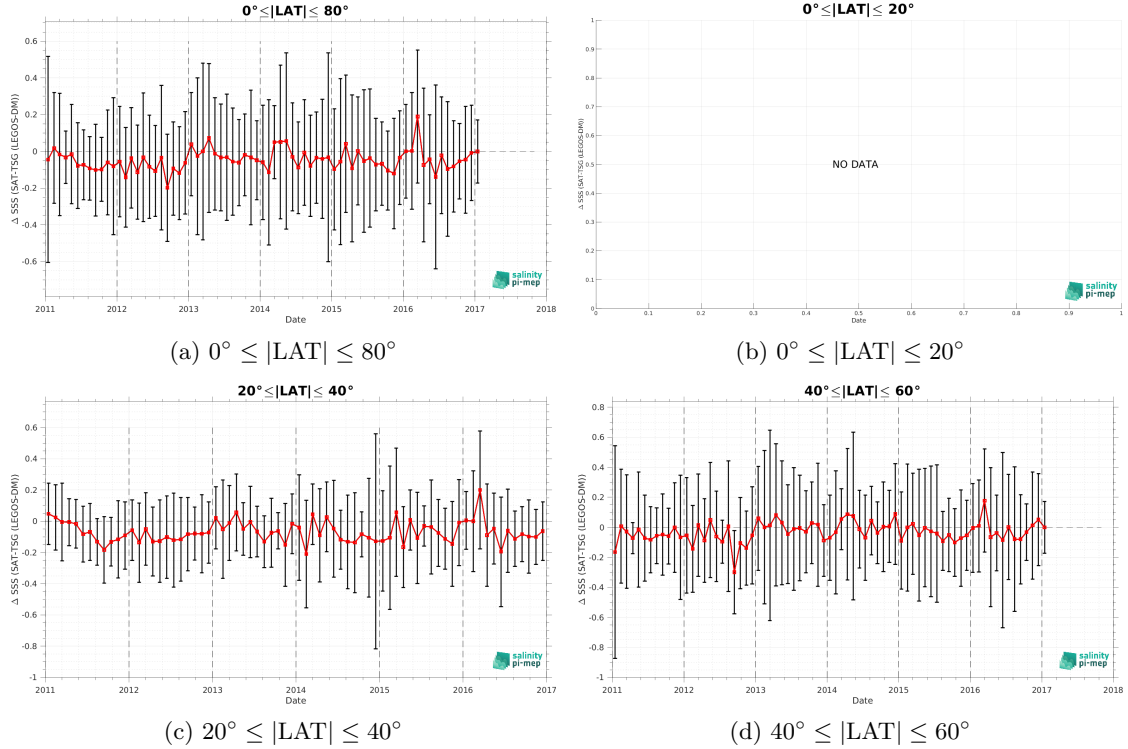 0°≤|LAT|≤ 80°
Δ SSS (SAT-TSG (LEGOS-DM))
0.6
0.4
0.2
0
-0.2
-0.4
-0.6
2011 2012 2013 2014 2015 2016 2017 2018
Date
salinity
pi-mep
(a) 0° ≤ |LAT| ≤ 80°
0°≤|LAT|≤ 20°
Δ SSS (SAT-TSG (LEGOS-DM))
1
0.9
0.8
0.7
0.6
0.5
0.4
0.3
0.2
0.1
0
NO DATA
0 0.1 0.2 0.3 0.4 0.5 0.6 0.7 0.8 0.9 1
Date
salinity
pi-mep
(b) 0° ≤ |LAT| ≤ 20°
20°≤|LAT|≤ 40°
Δ SSS (SAT-TSG (LEGOS-DM))
0.6
0.4
0.2
0
-0.2
-0.4
-0.6
-0.8
-1
2011 2012 2013 2014 2015 2016 2017
Date
salinity
pi-mep
(c) 20° ≤ |LAT| ≤ 40°
40°≤|LAT|≤ 60°
Δ SSS (SAT-TSG (LEGOS-DM))
0.8
0.6
0.4
0.2
0
-0.2
-0.4
-0.6
-0.8
-1
2011 2012 2013 2014 2015 2016 2017 2018
Date
salinity
pi-mep
(d) 40° ≤ |LAT| ≤ 60°